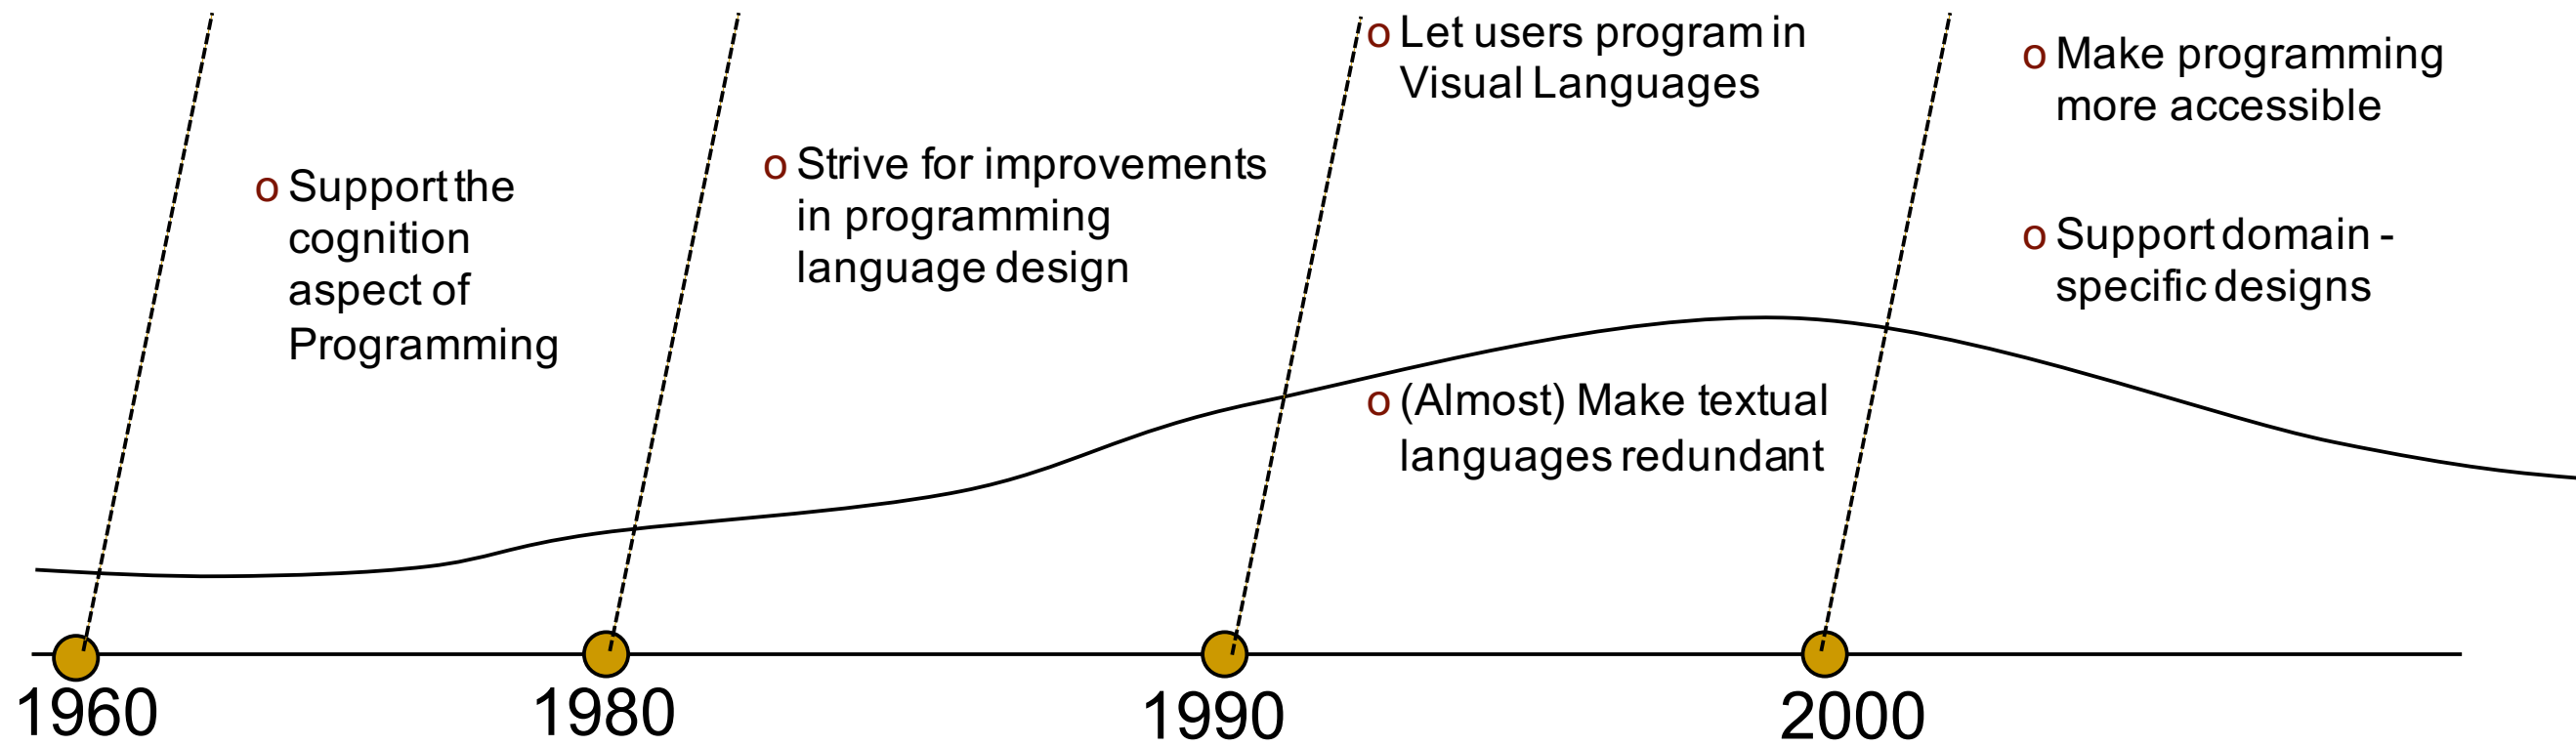 o Support the
cognition
aspect of
Programming
o Strive for improvements
in programming
language design
o Let users program in
Visual Languages
o (Almost) Make textual
languages redundant
o Make programming
more accessible
o Support domain -
specific designs
1960
1980
1990
2000